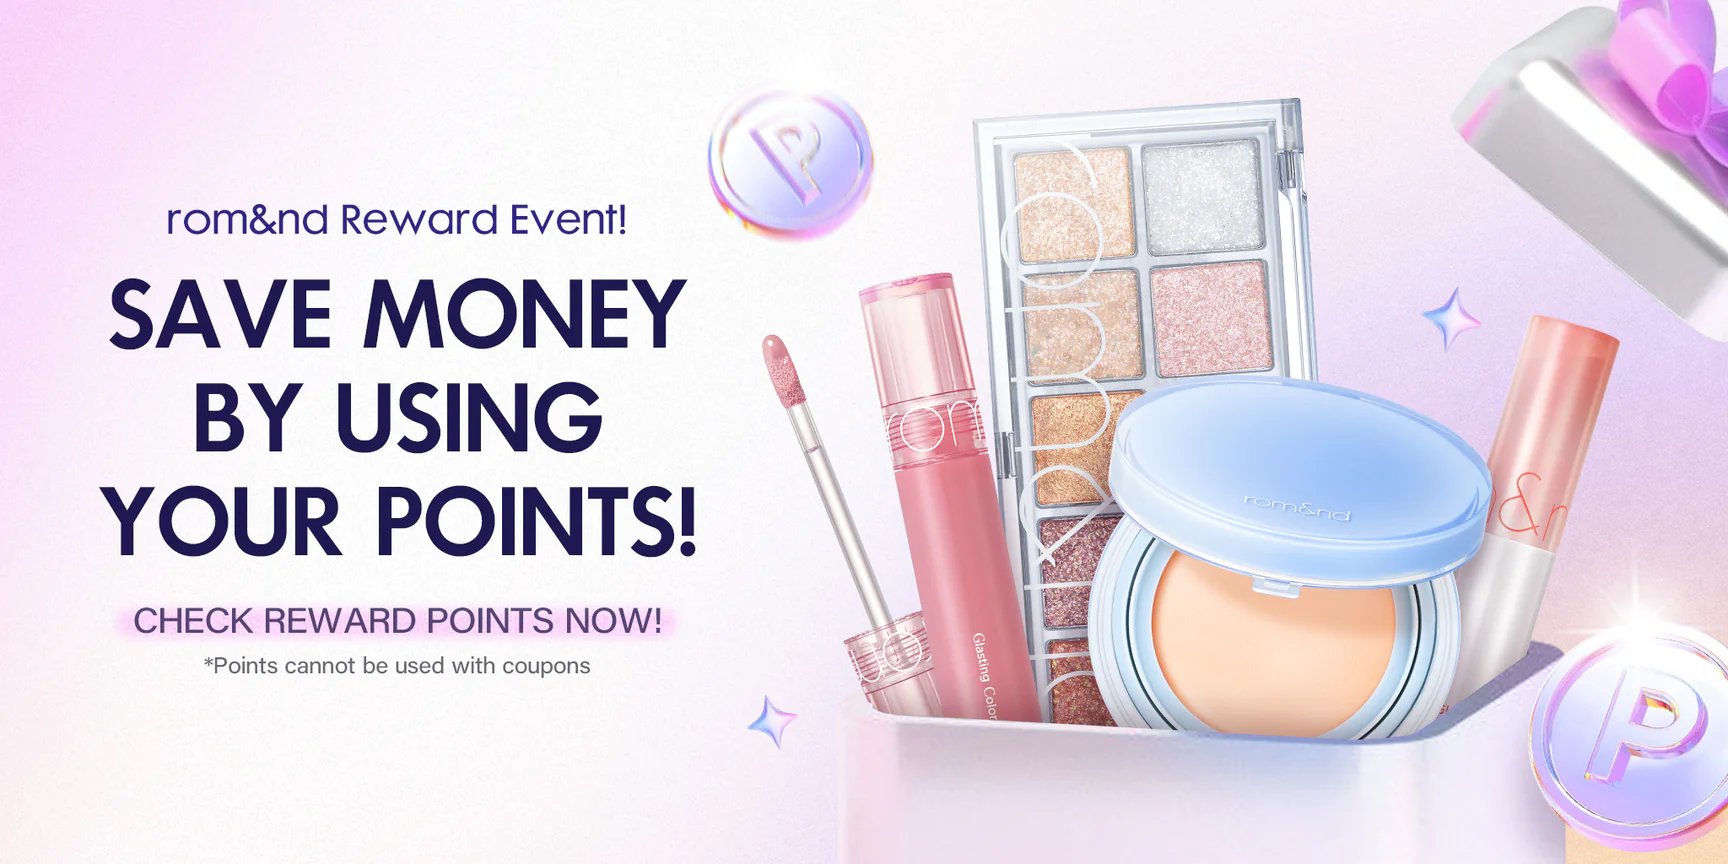 rom&nd Reward Event!
SAVE MONEY
BY USING
YOUR POINTS!
CHECK REWARD POINTS NOW!
*Points cannot be used with coupons
P
rom
Glasting Color
rom&nd
rom&nd
&n
P